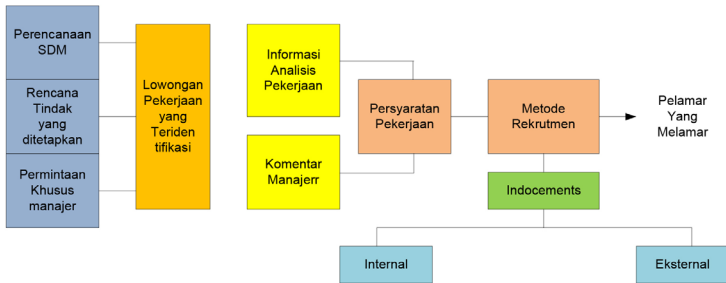 Perencanaan
SDM
Rencana
Tindak
yang
ditetapkan
Permintaan
Khusus
manajer
Lowongan
Pekerjaan
yang
Teriden
tifikasi
Informasi
Analisis
Pekerjaan
Komentar
Manajerr
Persyaratan
Pekerjaan
Metode
Rekrutmen
Pelamar
Yang
Melamar
Indocements
Internal
Eksternal